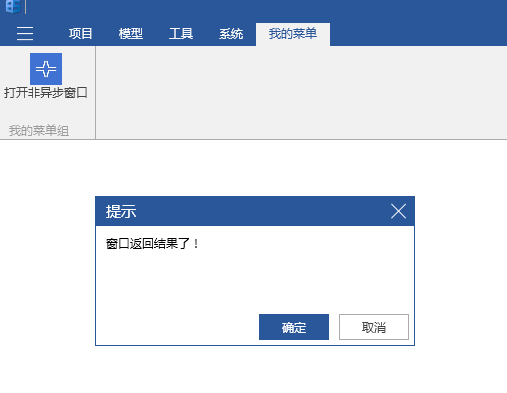 项目 模型 工具 系统 我的菜单
打开非异步窗口
我的菜单组
提示
窗口返回结果了！
确定 取消